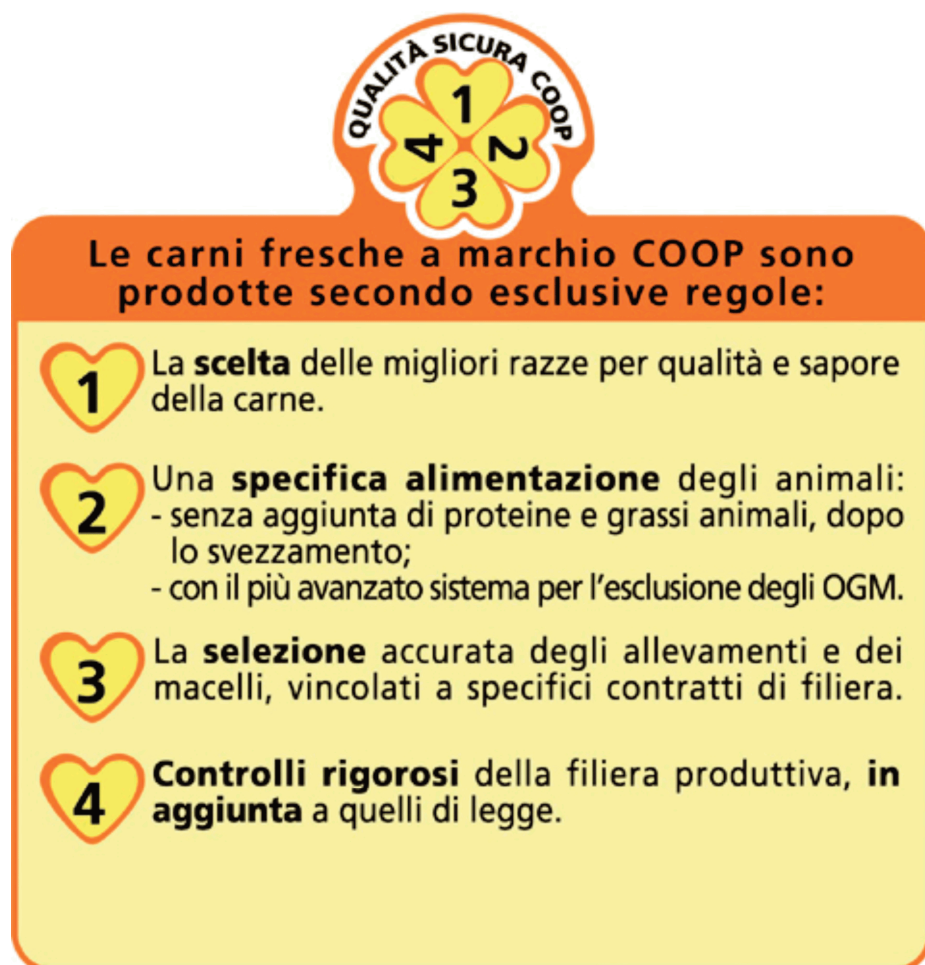 QUALITÀ SICURA COOP
1
2
3
4
Le carni fresche a marchio COOP sono
prodotte secondo esclusive regole:
1 La scelta delle migliori razze per qualità e sapore
della carne.
2 Una specifica alimentazione degli animali:
- senza aggiunta di proteine e grassi animali, dopo
lo svezzamento;
- con il più avanzato sistema per l'esclusione degli OGM.
3 La selezione accurata degli allevamenti e dei
macelli, vincolati a specifici contratti di filiera.
4 Controlli rigorosi della filiera produttiva, in
aggiunta a quelli di legge.